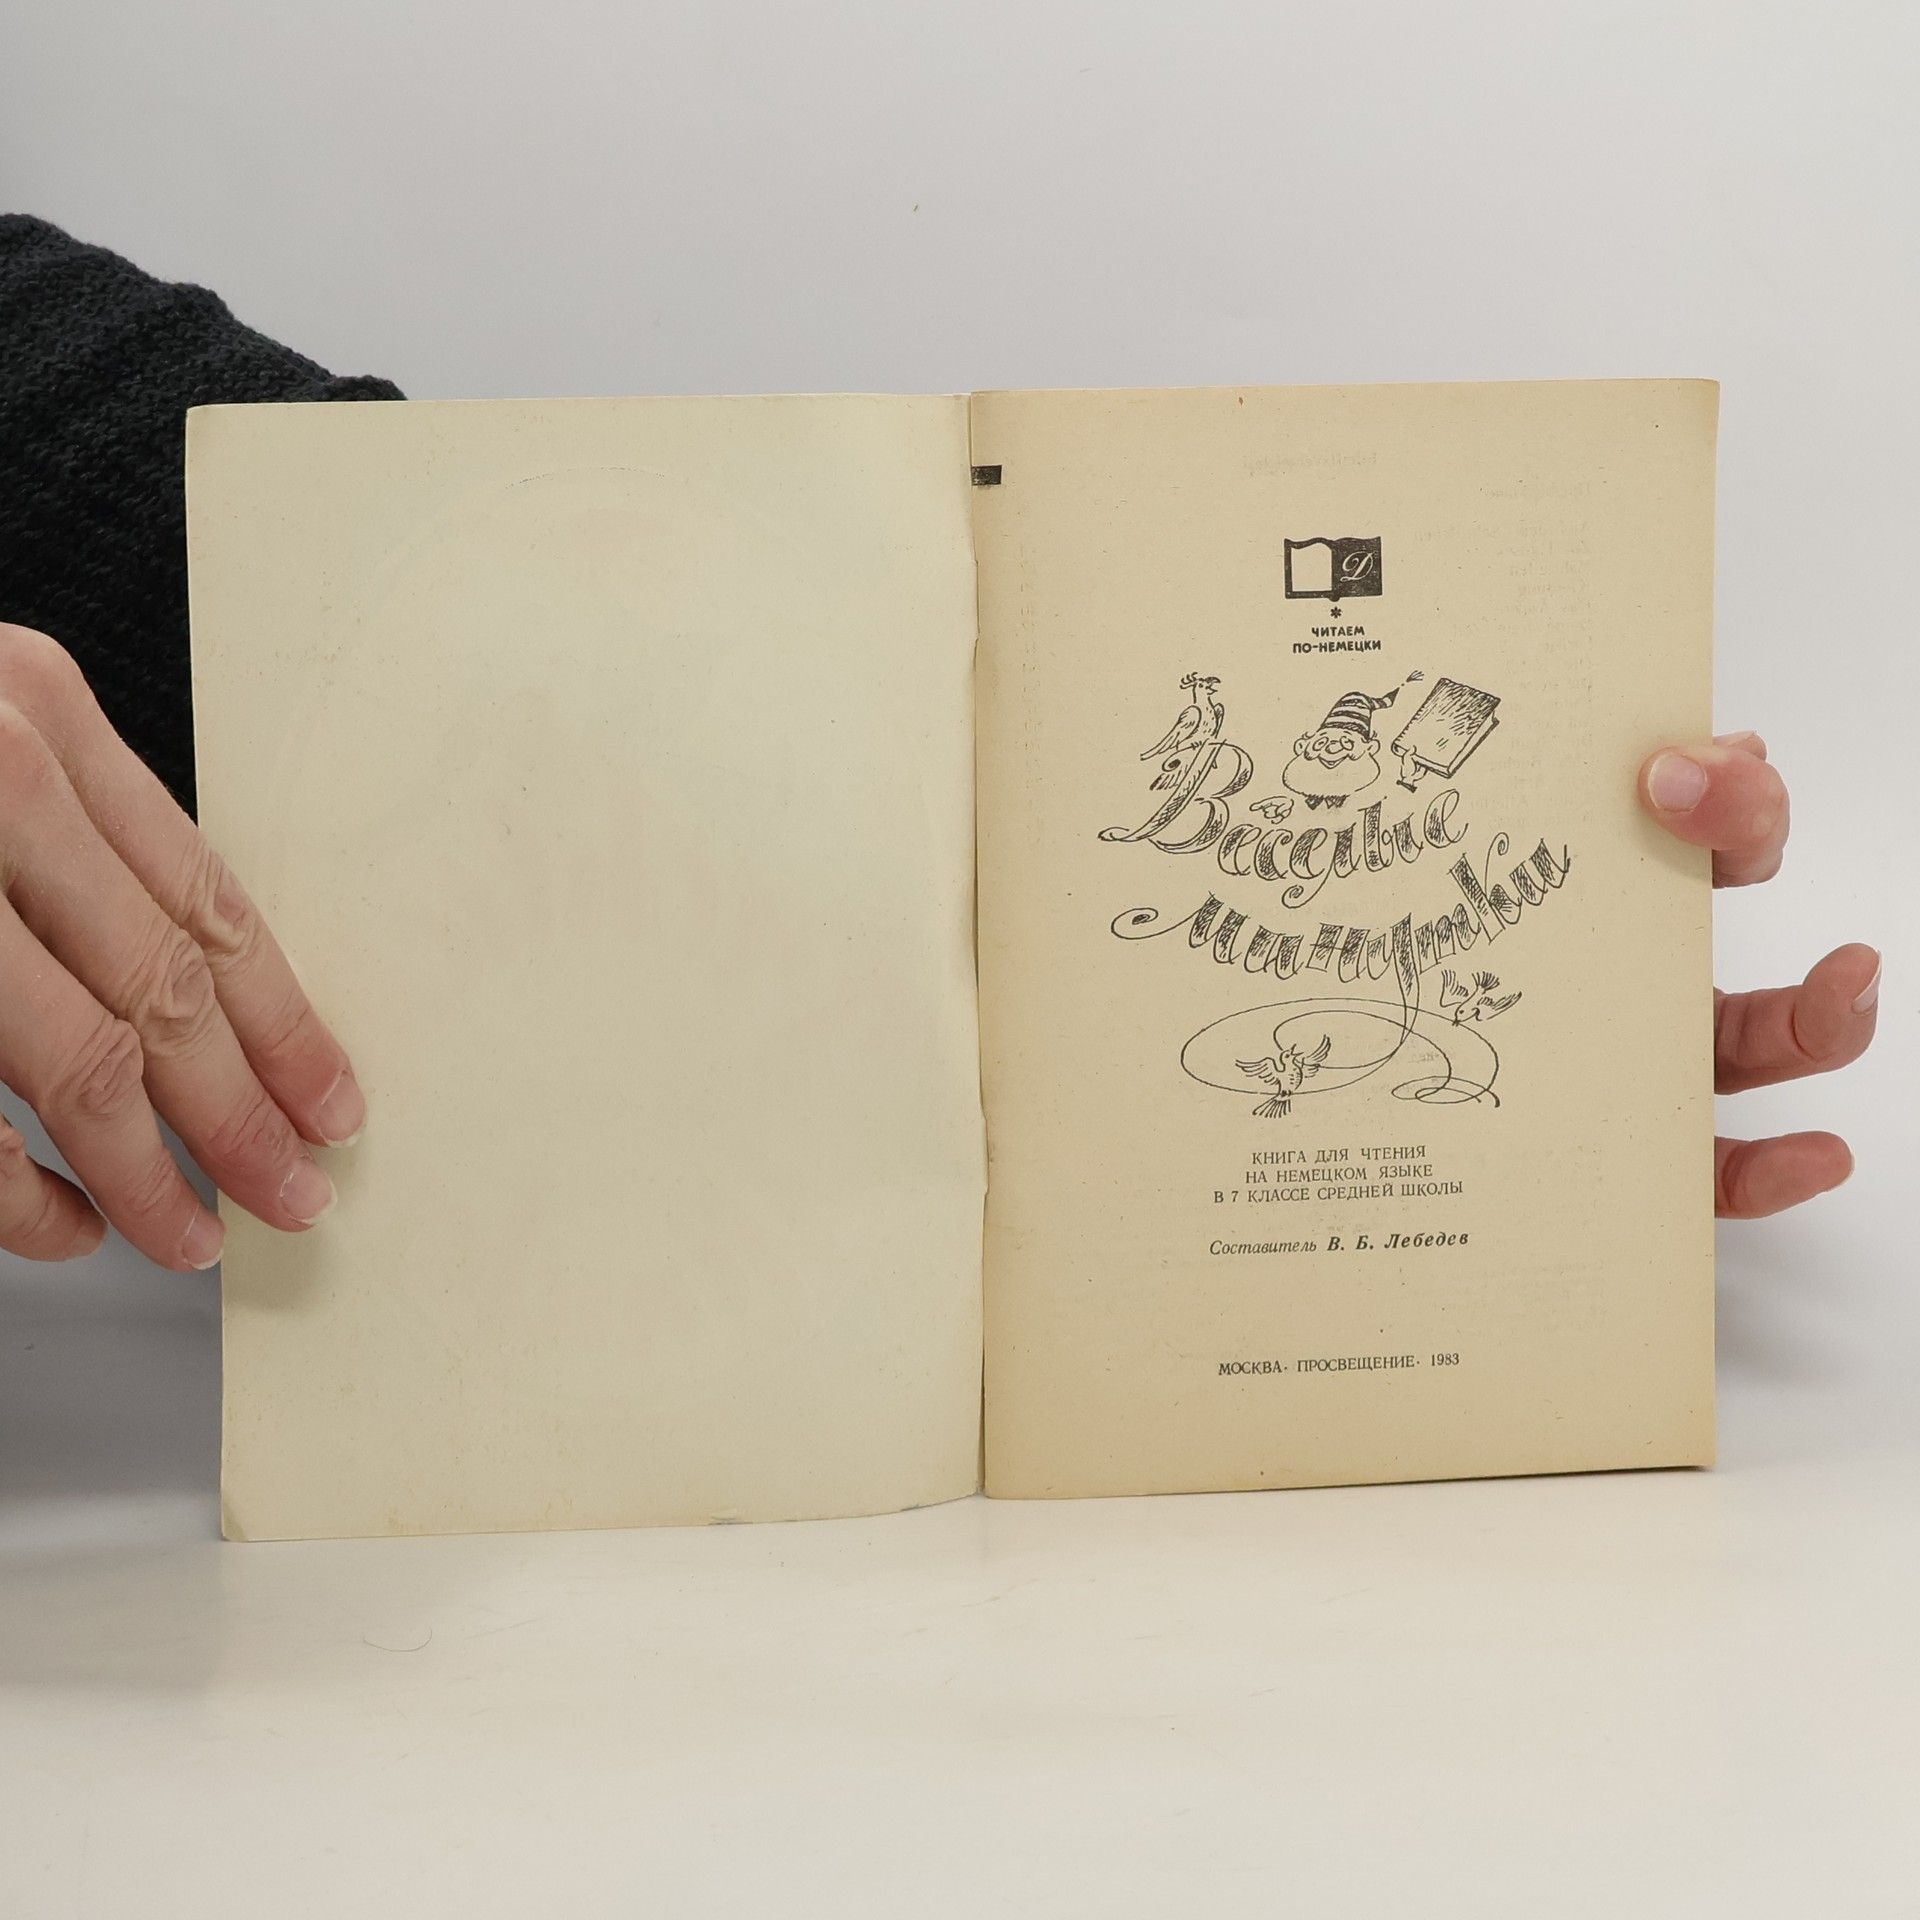 Д
ЧИТАЕМ
ПО-НЕМЕЦКИ
Весёлые
минутки
КНИГА ДЛЯ ЧТЕНИЯ
НА НЕМЕЦКОМ ЯЗЫКЕ
В 7 КЛАССЕ СРЕДНЕЙ ШКОЛЫ
Составитель В. Б. Лебедев
МОСКВА· ПРОСВЕЩЕНИЕ· 1983